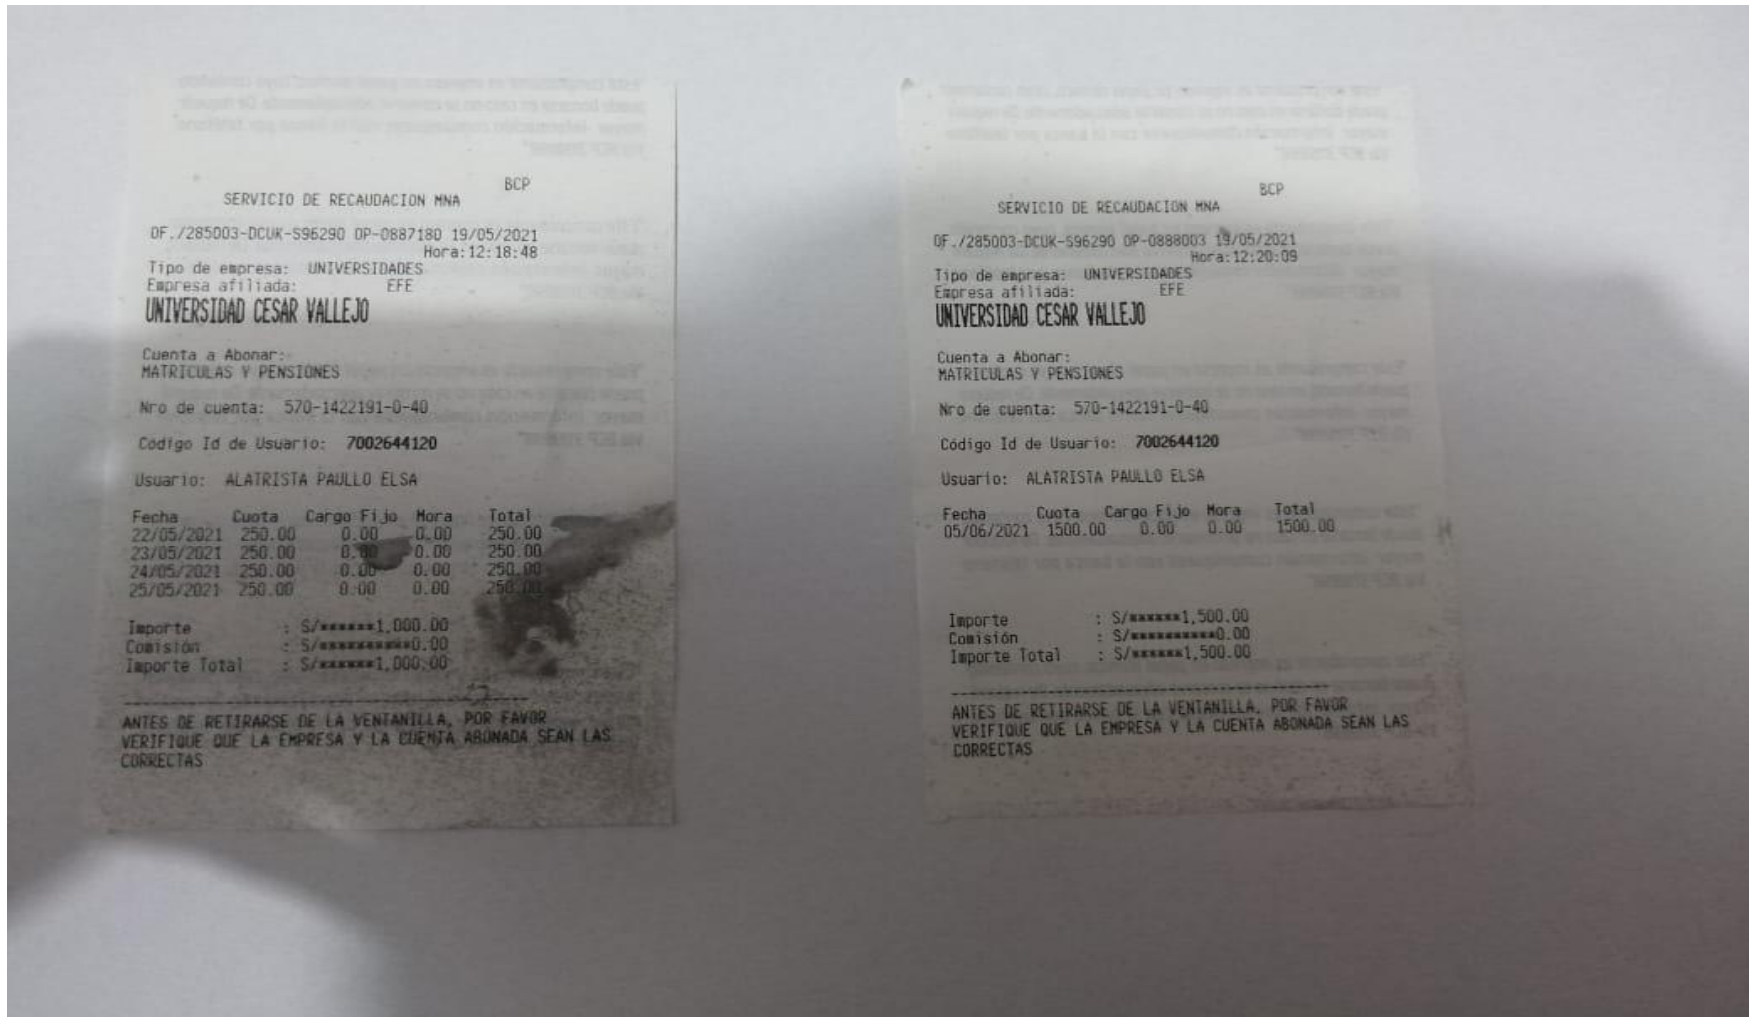 BCP
SERVICIO DE RECAUDACION MNA
OF./285003-DCUK-S96290 OP-0887180 19/05/2021
Hora:12:18:48
Tipo de empresa: UNIVERSIDADES
Empresa afiliada: EFE
UNIVERSIDAD CESAR VALLEJO
Cuenta a Abonar:
MATRICULAS Y PENSIONES
Nro de cuenta: 570-1422191-0-40
Código Id de Usuario: 7002644120
Usuario: ALATRISTA PAULLO ELSA
Fecha Cuota Cargo Fijo Mora Total
22/05/2021 250.00 0.00 0.00 250.00
23/05/2021 250.00 0.00 0.00 250.00
24/05/2021 250.00 0.00 0.00 250.00
25/05/2021 250.00 0.00 0.00 250.00
Importe : S/******1,000.00
Comisión : S/**********0.00
Importe Total : S/******1,000.00
ANTES DE RETIRARSE DE LA VENTANILLA, POR FAVOR
VERIFIQUE QUE LA EMPRESA Y LA CUENTA ABONADA SEAN LAS
CORRECTAS
BCP
SERVICIO DE RECAUDACION MNA
OF./285003-DCUK-S96290 OP-0888003 19/05/2021
Hora:12:20:09
Tipo de empresa: UNIVERSIDADES
Empresa afiliada: EFE
UNIVERSIDAD CESAR VALLEJO
Cuenta a Abonar:
MATRICULAS Y PENSIONES
Nro de cuenta: 570-1422191-0-40
Código Id de Usuario: 7002644120
Usuario: ALATRISTA PAULLO ELSA
Fecha Cuota Cargo Fijo Mora Total
05/06/2021 1500.00 0.00 0.00 1500.00
Importe : S/******1,500.00
Comisión : S/**********0.00
Importe Total : S/******1,500.00
ANTES DE RETIRARSE DE LA VENTANILLA, POR FAVOR
VERIFIQUE QUE LA EMPRESA Y LA CUENTA ABONADA SEAN LAS
CORRECTAS